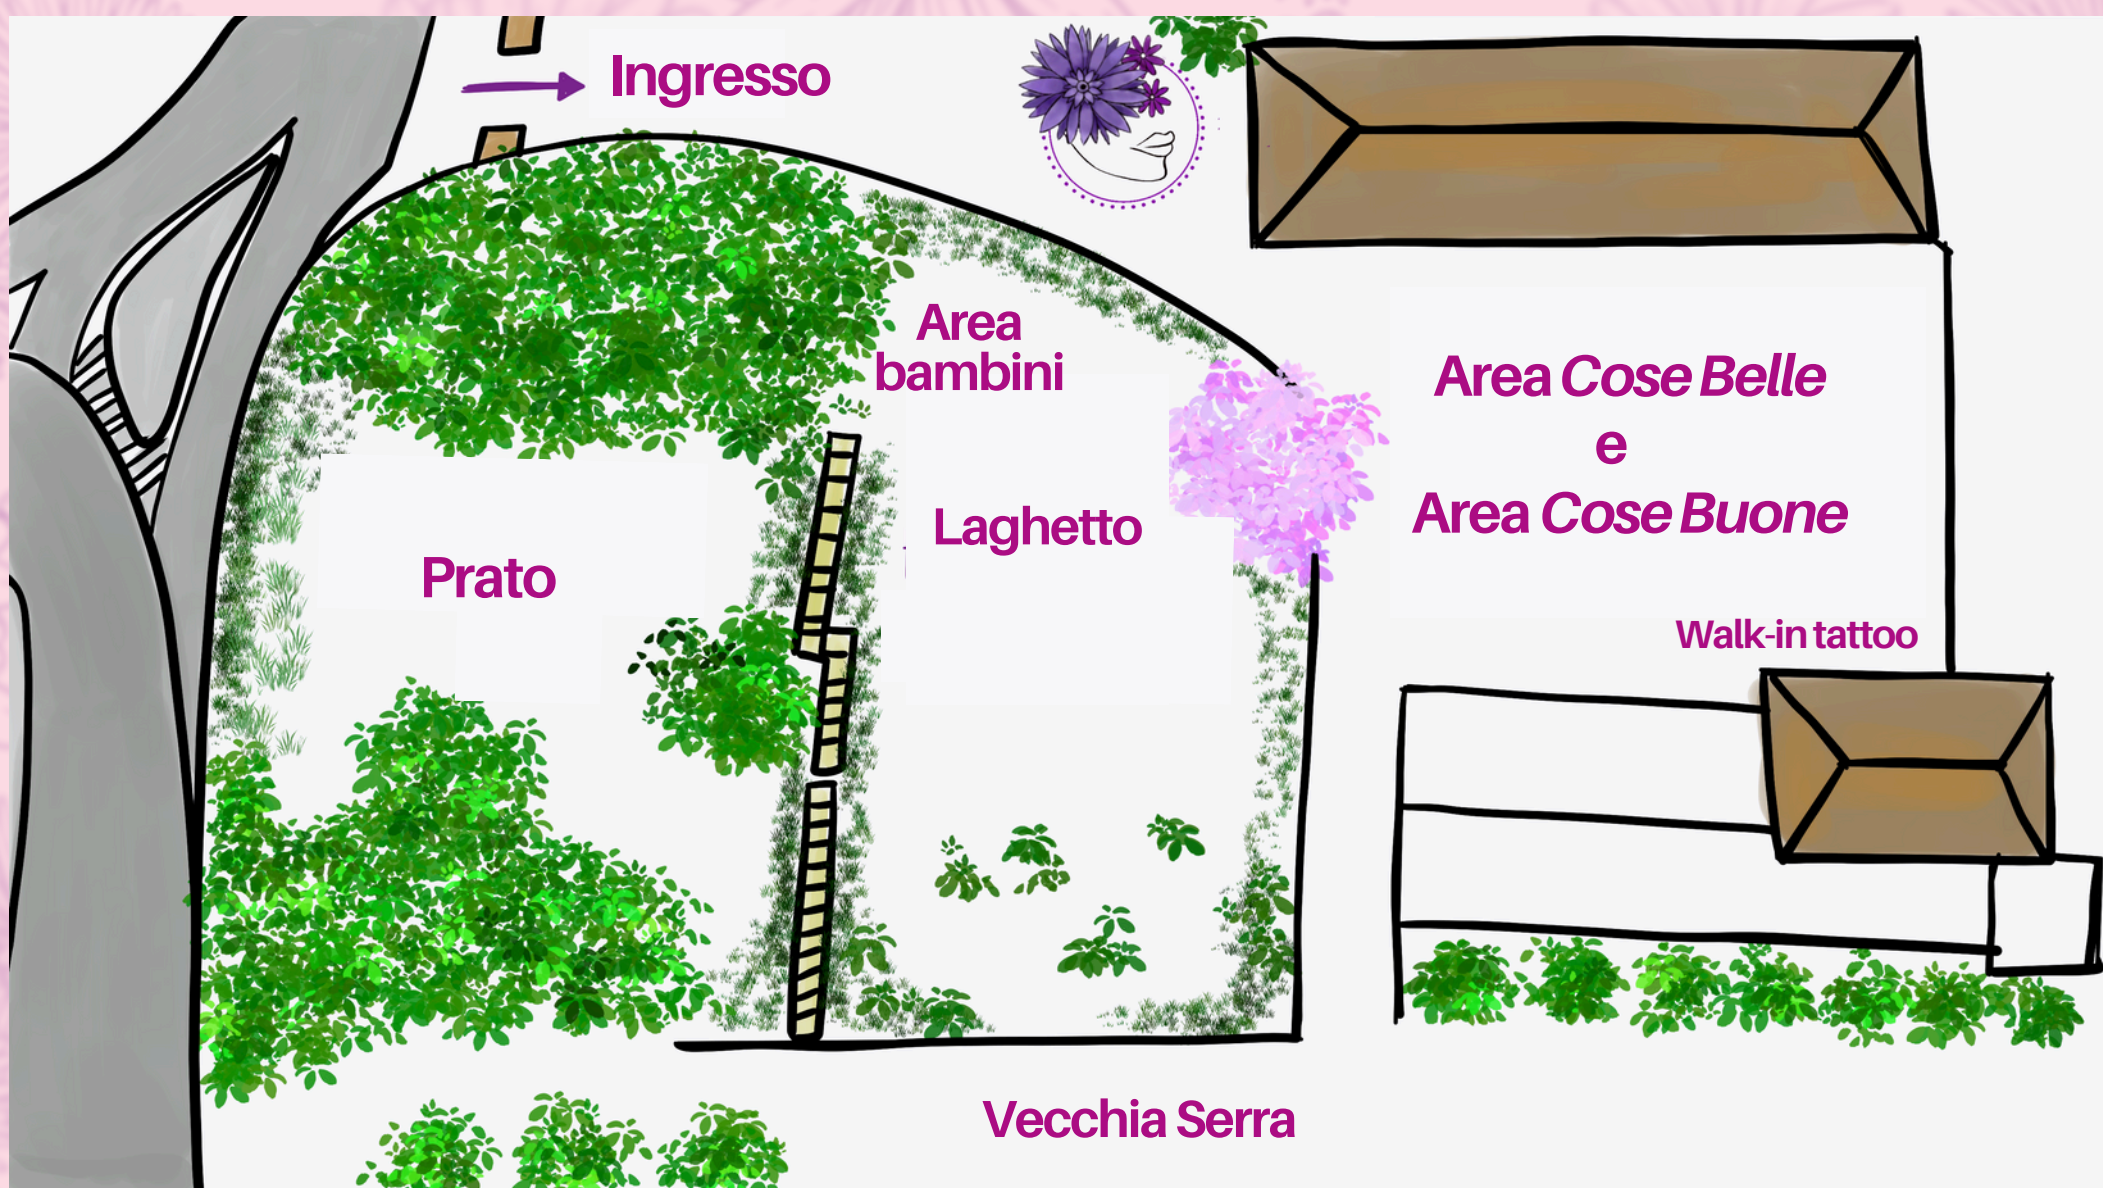 Ingresso
Area
bambini
Area Cose Belle
e
Area Cose Buone
Laghetto
Prato
Walk-in tattoo
Vecchia Serra